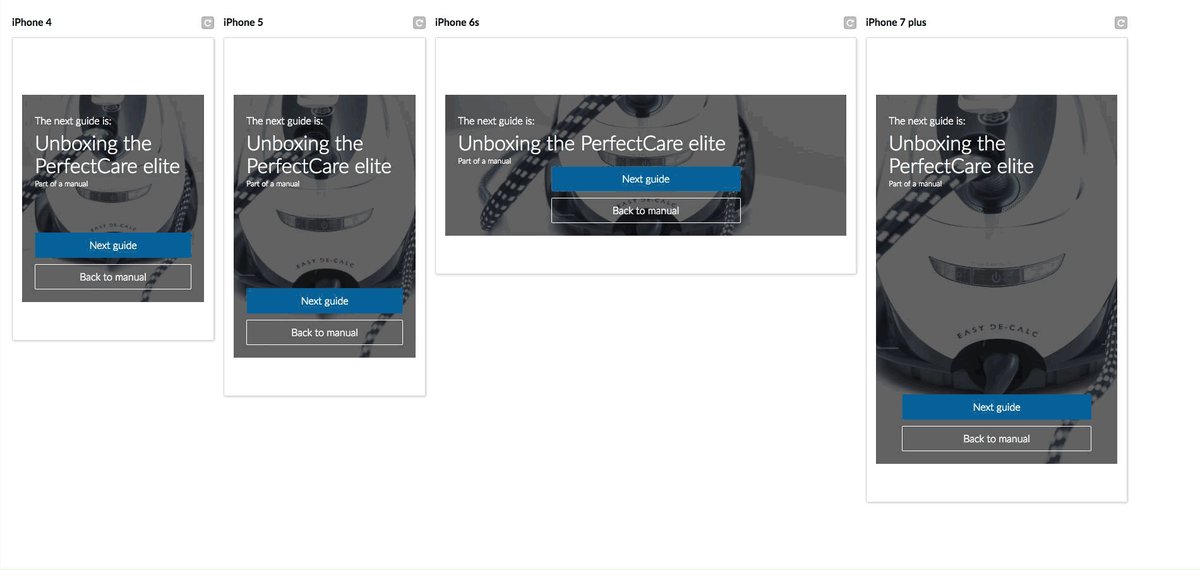 iPhone 4
The next guide is:
Unboxing the
PerfectCare elite
Part of a manual
EASY DE-CALC
Next guide
Back to manual
iPhone 5
The next guide is:
Unboxing the
PerfectCare elite
Part of a manual
EASY DE-CALC
Next guide
Back to manual
iPhone 6s
The next guide is:
Unboxing the PerfectCare elite
Part of a manual
Next guide
EASY DE-CALC
Back to manual
iPhone 7 plus
The next guide is:
Unboxing the
PerfectCare elite
Part of a manual
EASY DE-CALC
Next guide
Back to manual